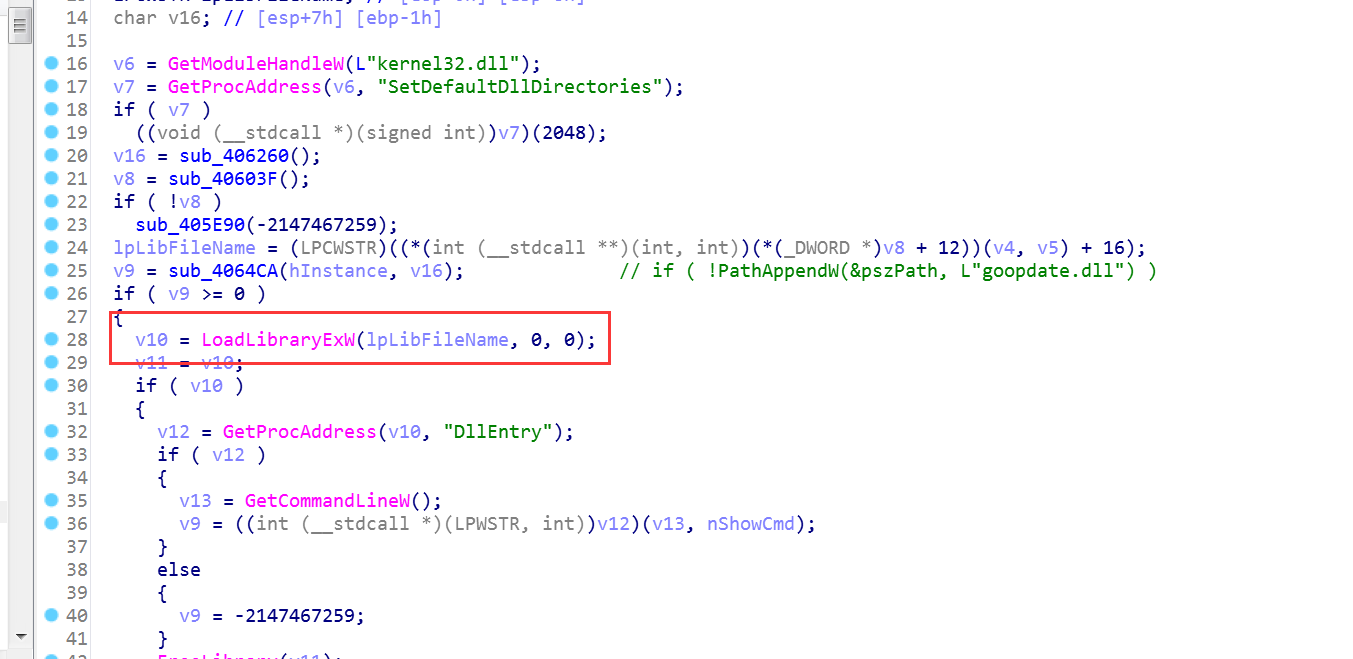 14 char v16; // [esp+7h] [ebp-1h]
15
16 v6 = GetModuleHandleW(L"kernel32.dll");
17 v7 = GetProcAddress(v6, "SetDefaultDllDirectories");
18 if ( v7 )
19 ((void (__stdcall *)(signed int))v7)(2048);
20 v16 = sub_406260();
21 v8 = sub_40603F();
22 if ( !v8 )
23 sub_405E90(-2147467259);
24 lpLibFileName = (LPCWSTR)((*(int (__stdcall **)(int, int))(*(_DWORD *)v8 + 12))(v4, v5) + 16);
25 v9 = sub_4064CA(hInstance, v16); // if ( !PathAppendW(&pszPath, L"goopdate.dll") )
26 if ( v9 >= 0 )
27 {
28 v10 = LoadLibraryExW(lpLibFileName, 0, 0);
29 v11 = v10;
30 if ( v10 )
31 {
32 v12 = GetProcAddress(v10, "DllEntry");
33 if ( v12 )
34 {
35 v13 = GetCommandLineW();
36 v9 = ((int (__stdcall *)(LPWSTR, int))v12)(v13, nShowCmd);
37 }
38 else
39 {
40 v9 = -2147467259;
41 }